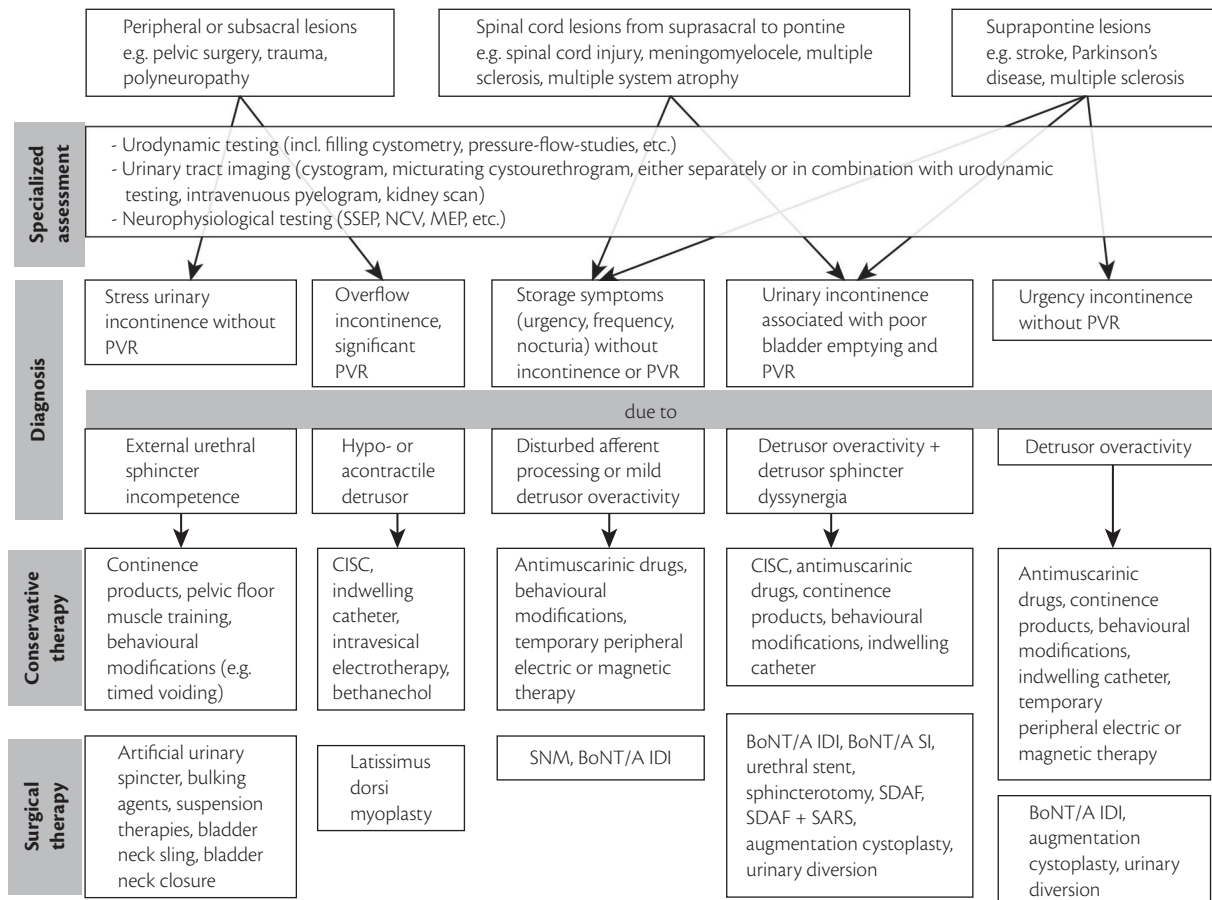 Peripheral or subsacral lesions
e.g. pelvic surgery, trauma,
polyneuropathy
Spinal cord lesions from suprasacral to pontine
e.g. spinal cord injury, meningomyelocele, multiple
sclerosis, multiple system atrophy
Suprapontine lesions
e.g. stroke, Parkinson's
disease, multiple sclerosis
Specialized
assessment
- Urodynamic testing (incl. filling cystometry, pressure-flow-studies, etc.)
- Urinary tract imaging (cystogram, micturating cystourethrogram, either separately or in combination with urodynamic
testing, intravenuous pyelogram, kidney scan)
- Neurophysiological testing (SSEP, NCV, MEP, etc.)
Diagnosis
Stress urinary
incontinence without
PVR
Overflow
incontinence,
significant
PVR
Storage symptoms
(urgency, frequency,
nocturia) without
incontinence or PVR
Urinary incontinence
associated with poor
bladder emptying and
PVR
Urgency incontinence
without PVR
due to
External urethral
sphincter
incompetence
Hypo- or
acontractile
detrusor
Disturbed afferent
processing or mild
detrusor overactivity
Detrusor overactivity +
detrusor sphincter
dyssynergia
Detrusor overactivity
Conservative
therapy
Continence
products, pelvic floor
muscle training,
behavioural
modifications (e.g.
timed voiding)
CISC,
indwelling
catheter,
intravesical
electrotherapy,
bethanechol
Antimuscarinic drugs,
behavioural
modifications,
temporary peripheral
electric or magnetic
therapy
CISC, antimuscarinic
drugs, continence
products, behavioural
modifications, indwelling
catheter
Antimuscarinic
drugs, continence
products, behavioural
modifications,
indwelling catheter,
temporary
peripheral electric or
magnetic therapy
Surgical
therapy
Artificial urinary
spincter, bulking
agents, suspension
therapies, bladder
neck sling, bladder
neck closure
Latissimus
dorsi
myoplasty
SNM, BoNT/A IDI
BoNT/A IDI, BoNT/A SI,
urethral stent,
sphincterotomy, SDAF,
SDAF + SARS,
augmentation cystoplasty,
urinary diversion
BoNT/A IDI,
augmentation
cystoplasty, urinary
diversion